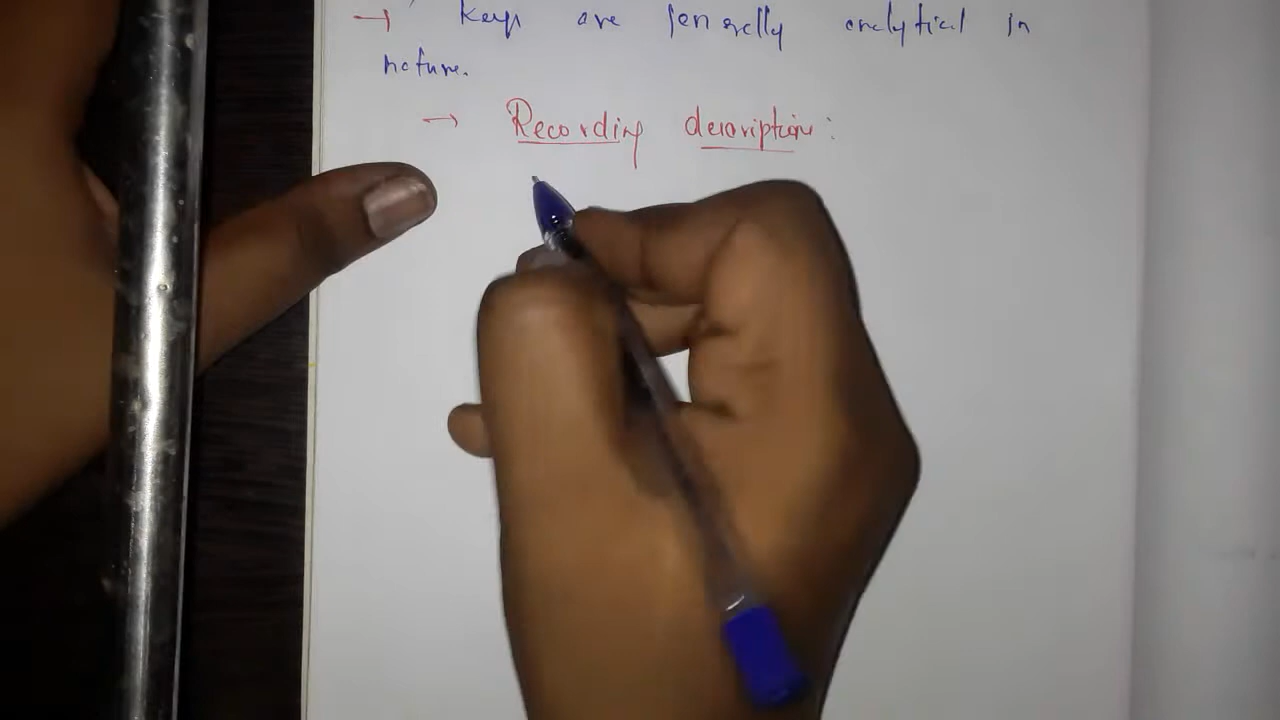 → Keys are generally analytical in
nature.
→ Recording description: